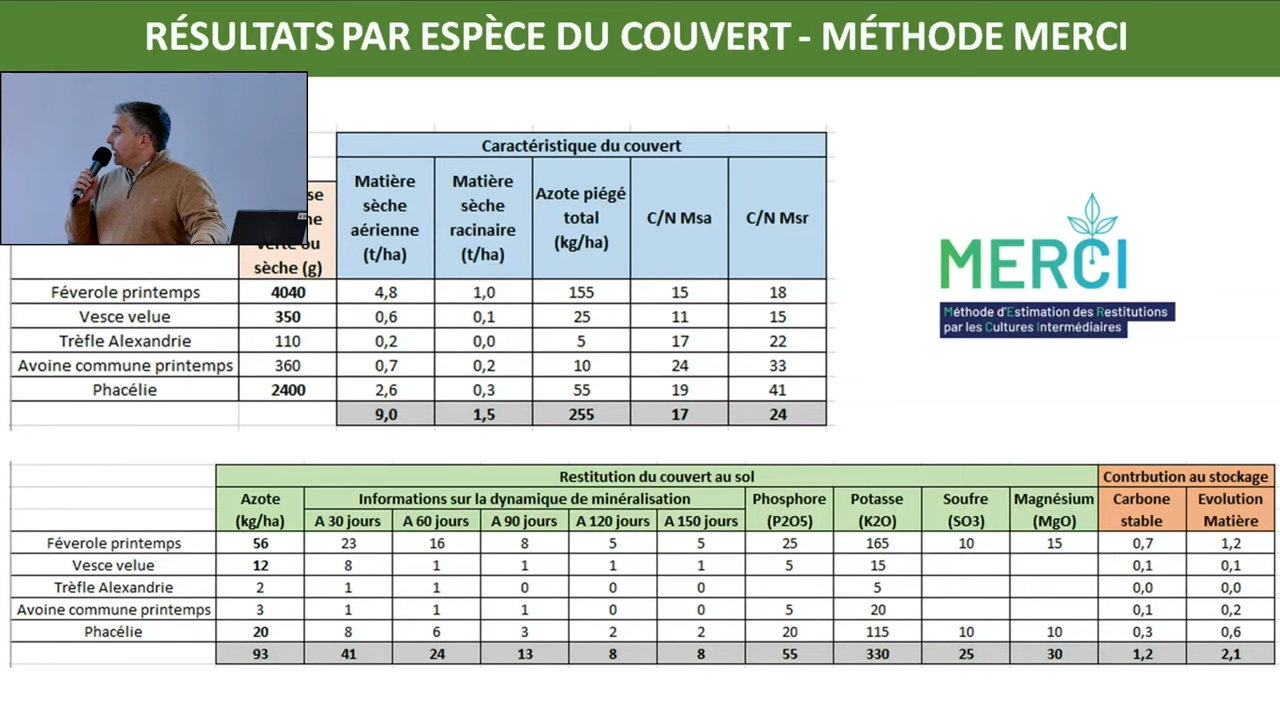 RÉSULTATS PAR ESPÈCE DU COUVERT - MÉTHODE MERCI
Caractéristique du couvert
sèche (g) Matière sèche aérienne (t/ha) Matière sèche racinaire (t/ha) Azote piégé total (kg/ha) C/N Msa C/N Msr
Féverole printemps 4040 4,8 1,0 155 15 18
Vesce velue 350 0,6 0,1 25 11 15
Trèfle Alexandrie 110 0,2 0,0 5 17 22
Avoine commune printemps 360 0,7 0,2 10 24 33
Phacélie 2400 2,6 0,3 55 19 41
9,0 1,5 255 17 24
MERCI
Méthode d'Estimation des Restitutions
par les Cultures Intermédiaires
Restitution du couvert au sol Contrbution au stockage
Azote (kg/ha) Informations sur la dynamique de minéralisation Phosphore (P2O5) Potasse (K2O) Soufre (SO3) Magnésium (MgO) Carbone stable Evolution Matière
A 30 jours A 60 jours A 90 jours A 120 jours A 150 jours
Féverole printemps 56 23 16 8 5 5 25 165 10 15 0,7 1,2
Vesce velue 12 8 1 1 1 1 5 15 0,1 0,1
Trèfle Alexandrie 2 1 1 0 0 0 5 0,0 0,0
Avoine commune printemps 3 1 1 1 0 0 5 20 0,1 0,2
Phacélie 20 8 6 3 2 2 20 115 10 10 0,3 0,6
93 41 24 13 8 8 55 330 25 30 1,2 2,1